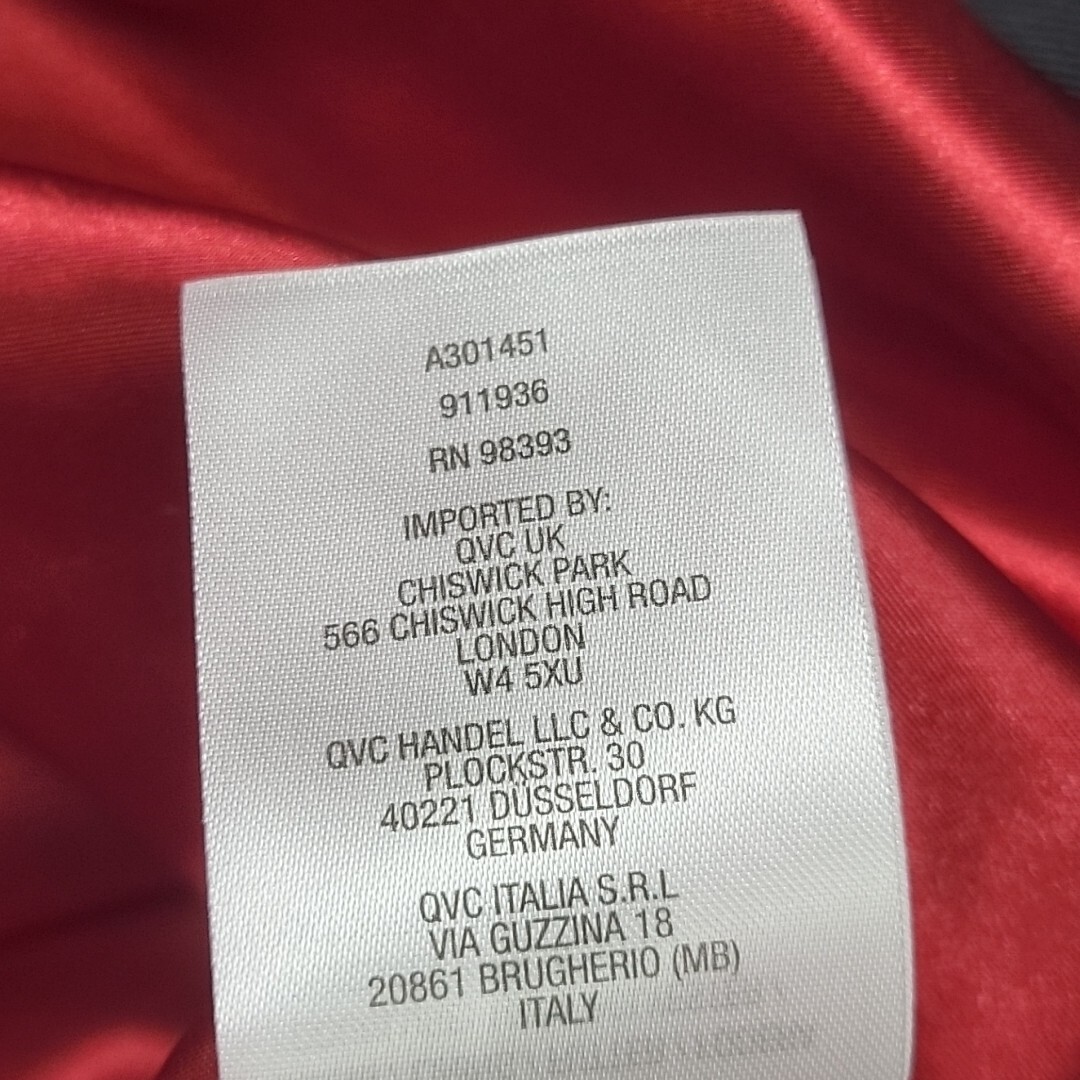 A301451
911936
RN 98393
IMPORTED BY:
QVC UK
CHISWICK PARK
566 CHISWICK HIGH ROAD
LONDON
W4 5XU
QVC HANDEL LLC & CO. KG
PLOCKSTR. 30
40221 DUSSELDORF
GERMANY
QVC ITALIA S.R.L
VIA GUZZINA 18
20861 BRUGHERIO (MB)
ITALY